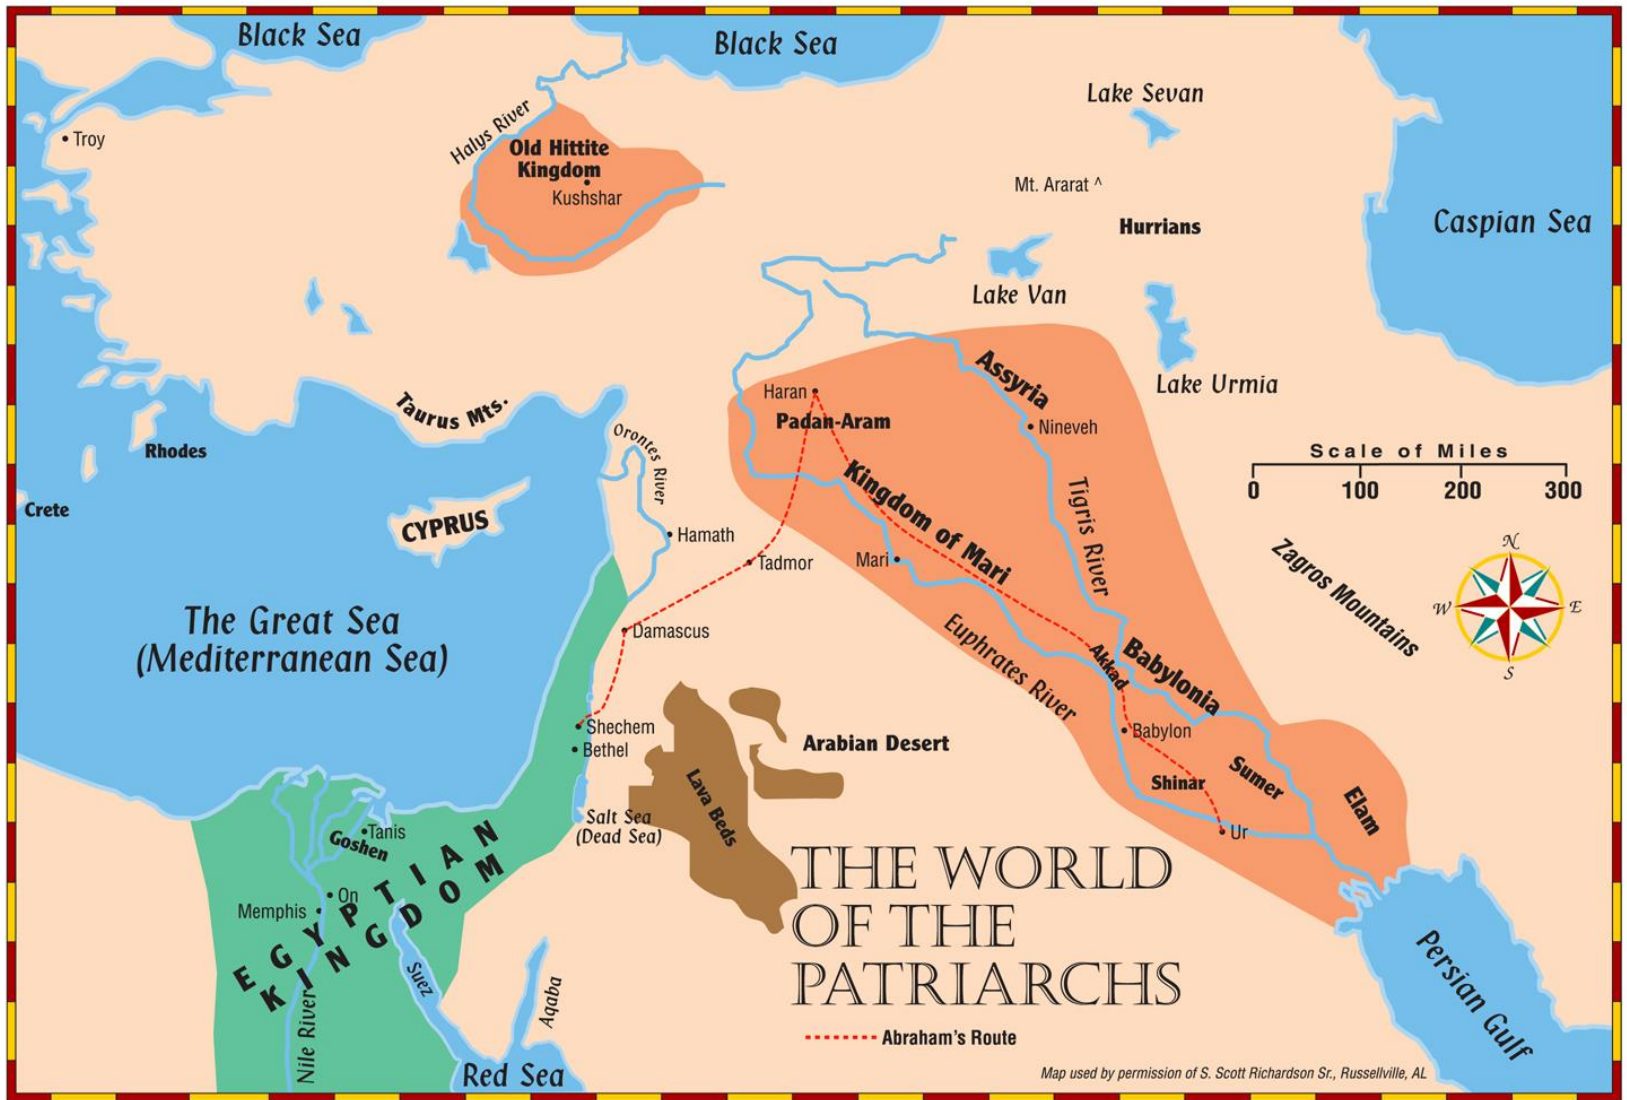 Black Sea
Black Sea
Lake Sevan
Troy
Halys River
Old Hittite
Kingdom
Kushshar
Mt. Ararat ^
Hurrians
Caspian Sea
Lake Van
Lake Urmia
Assyria
Haran
Padan-Aram
Nineveh
Taurus Mts.
Orontes River
Rhodes
Crete
CYPRUS
Scale of Miles
0 100 200 300
Kingdom of Mari
Tigris River
Hamath
Tadmor
Mari
Zagros Mountains
N
W E
S
The Great Sea
(Mediterranean Sea)
Damascus
Euphrates River
Akkad
Babylonia
Shechem
Bethel
Arabian Desert
Babylon
Lava Beds
Shinar
Sumer
Elam
Salt Sea
(Dead Sea)
Ur
Tanis
Goshen
On
Memphis
EGYPTIAN
KINGDOM
Suez
Nile River
Aqaba
Red Sea
Persian Gulf
THE WORLD
OF THE
PATRIARCHS
Abraham's Route
Map used by permission of S. Scott Richardson Sr., Russellville, AL